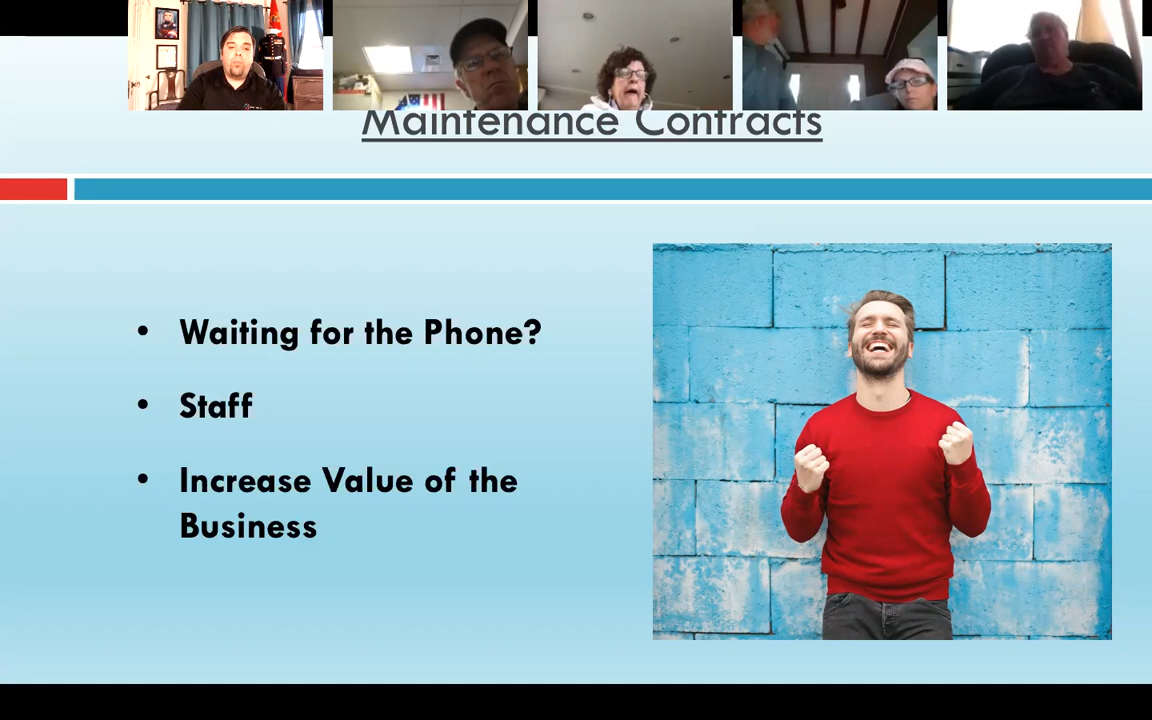 Maintenance Contracts
• Waiting for the Phone?
• Staff
• Increase Value of the
Business